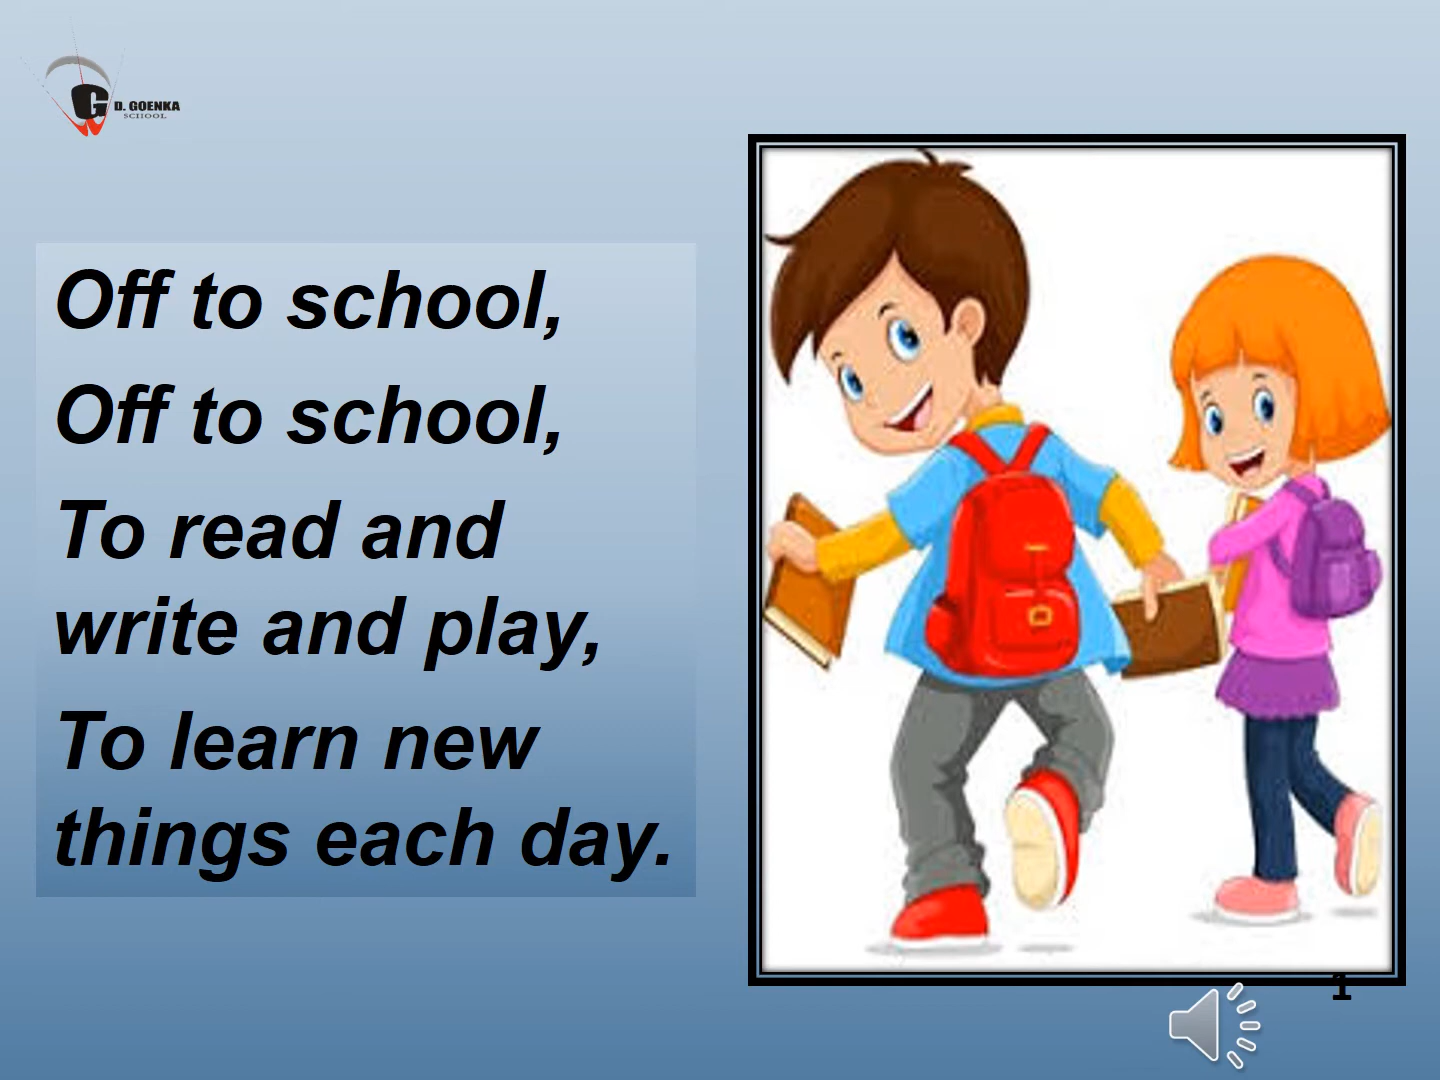 G D. GOENKA
SCHOOL
Off to school,
Off to school,
To read and
write and play,
To learn new
things each day.
1